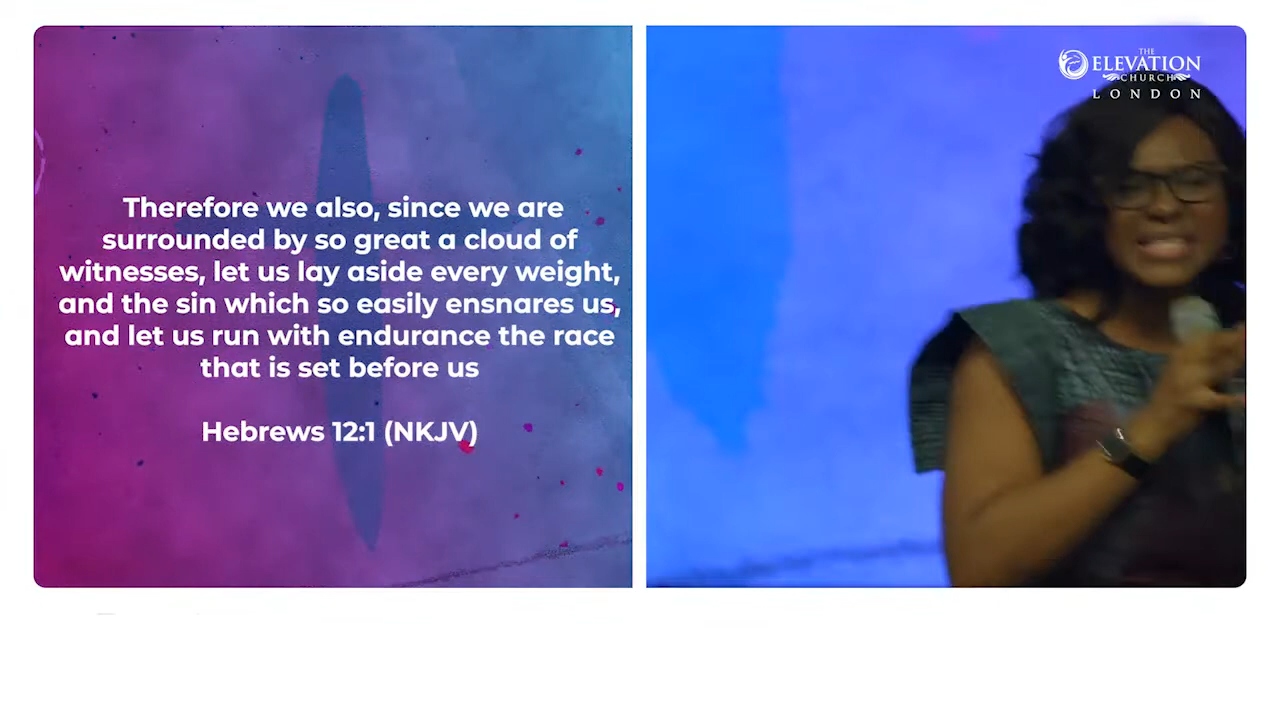 Therefore we also, since we are
surrounded by so great a cloud of
witnesses, let us lay aside every weight,
and the sin which so easily ensnares us,
and let us run with endurance the race
that is set before us
Hebrews 12:1 (NKJV)
THE
ELEVATION
CHURCH
LONDON